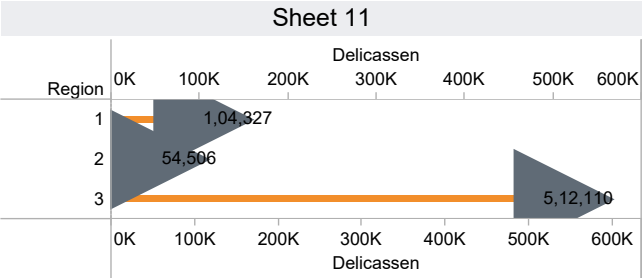 Sheet 11
Delicassen
Region 0K 100K 200K 300K 400K 500K 600K
1 1,04,327
2 54,506
3 5,12,110
0K 100K 200K 300K 400K 500K 600K
Delicassen